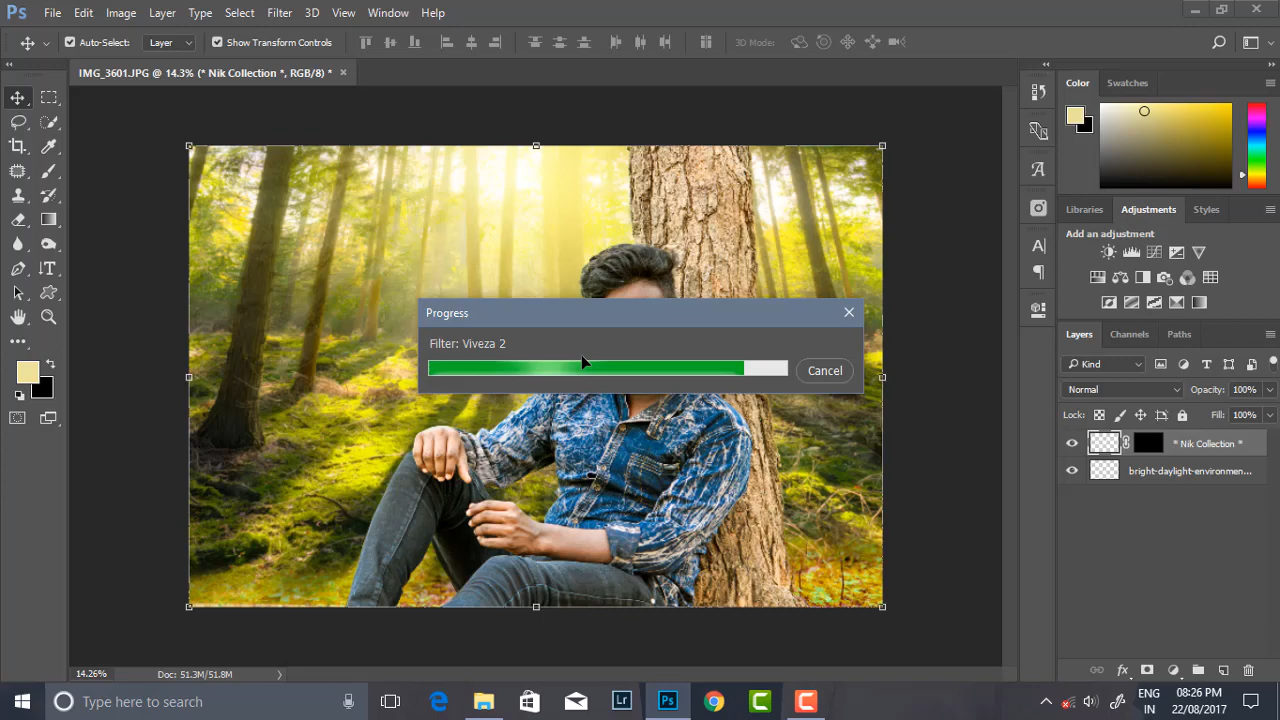 Ps File Edit Image Layer Type Select Filter 3D View Window Help
Auto-Select: Layer Show Transform Controls 3D Mode:
IMG_3601.JPG @ 14.3% (* Nik Collection *, RGB/8) * ×
Color Swatches
Libraries Adjustments Styles
Add an adjustment
Progress
Filter: Viveza 2
Cancel
Layers Channels Paths
Kind
Normal Opacity: 100%
Lock: Fill: 100%
* Nik Collection *
bright-daylight-environmen...
14.26% Doc: 51.3M/51.8M
Type here to search
Lr Ps
ENG 08:26 PM
IN 22/08/2017